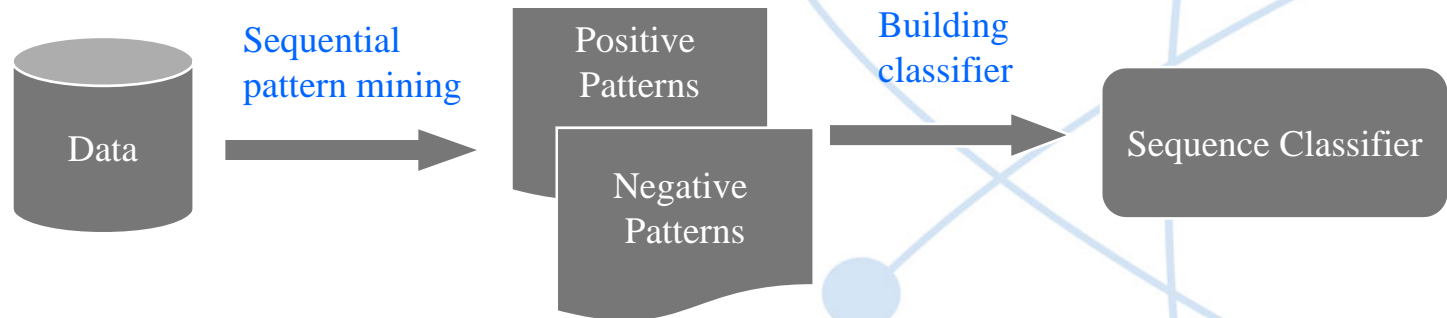 Data
Sequential
pattern mining
Positive
Patterns
Negative
Patterns
Building
classifier
Sequence Classifier